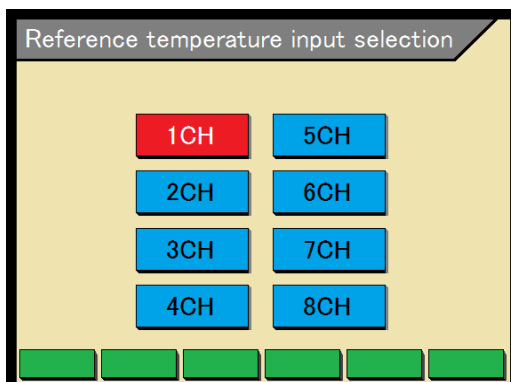 Reference temperature input selection
1CH 5CH
2CH 6CH
3CH 7CH
4CH 8CH